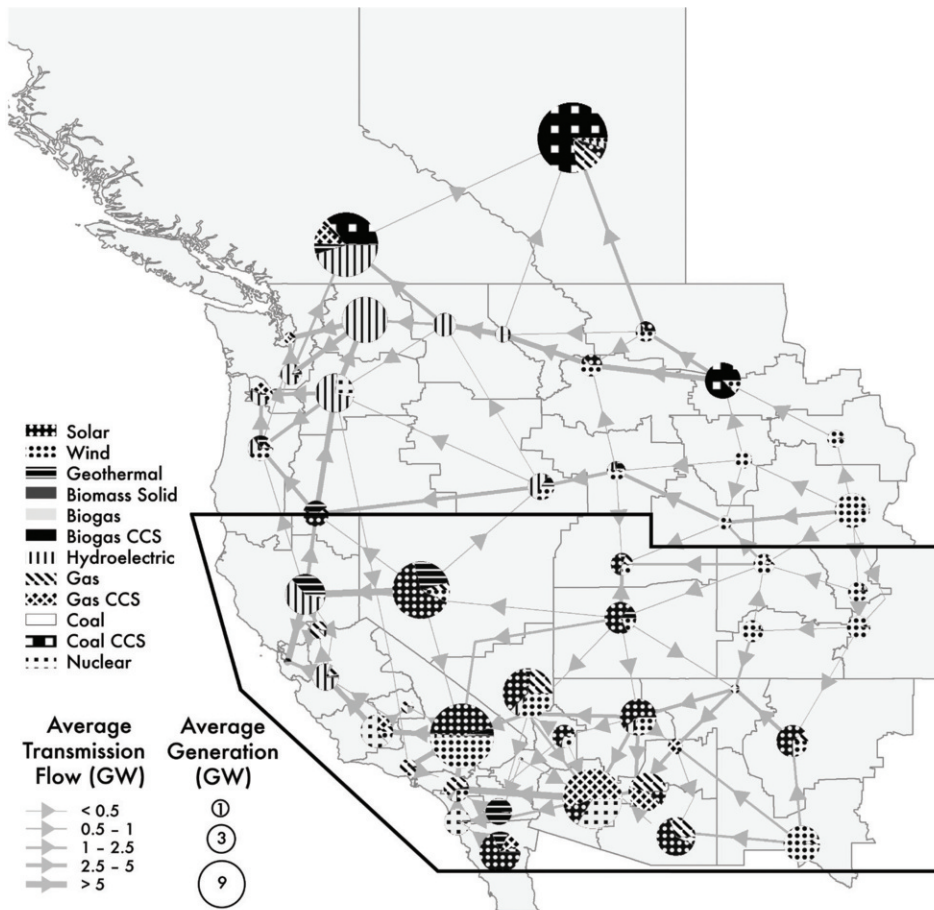 Solar
Wind
Geothermal
Biomass Solid
Biogas
Biogas CCS
Hydroelectric
Gas
Gas CCS
Coal
Coal CCS
Nuclear
Average
Transmission
Flow (GW)
< 0.5
0.5 – 1
1 – 2.5
2.5 – 5
> 5
Average
Generation
(GW)
1
3
9